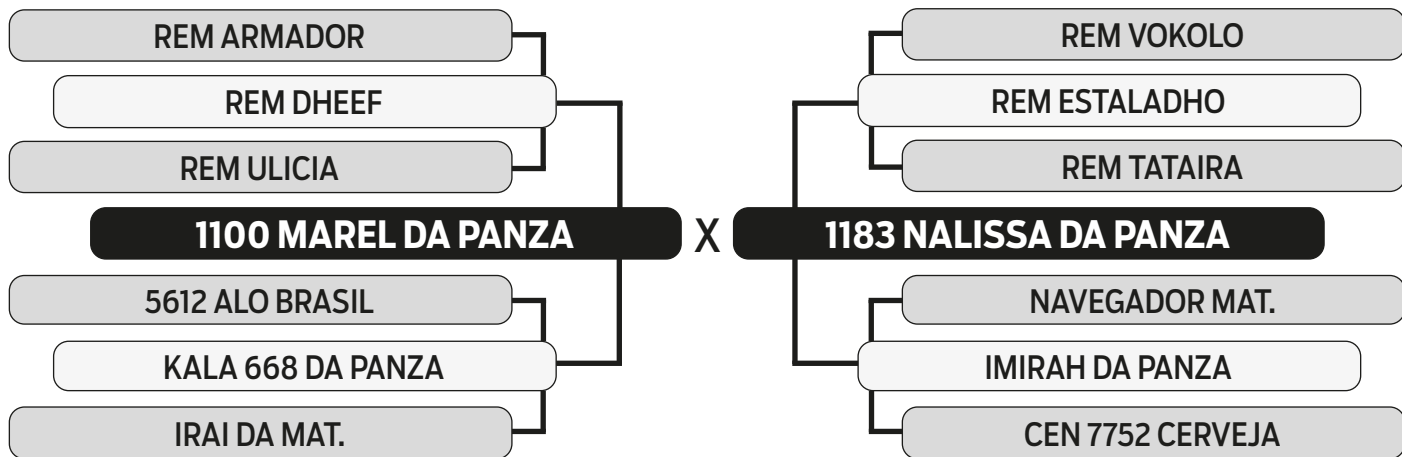 REM ARMADOR
REM DHEEF
REM ULICIA
1100 MAREL DA PANZA
5612 ALO BRASIL
KALA 668 DA PANZA
IRAI DA MAT.
X
REM VOKOLO
REM ESTALADHO
REM TATAIRA
1183 NALISSA DA PANZA
NAVEGADOR MAT.
IMIRAH DA PANZA
CEN 7752 CERVEJA